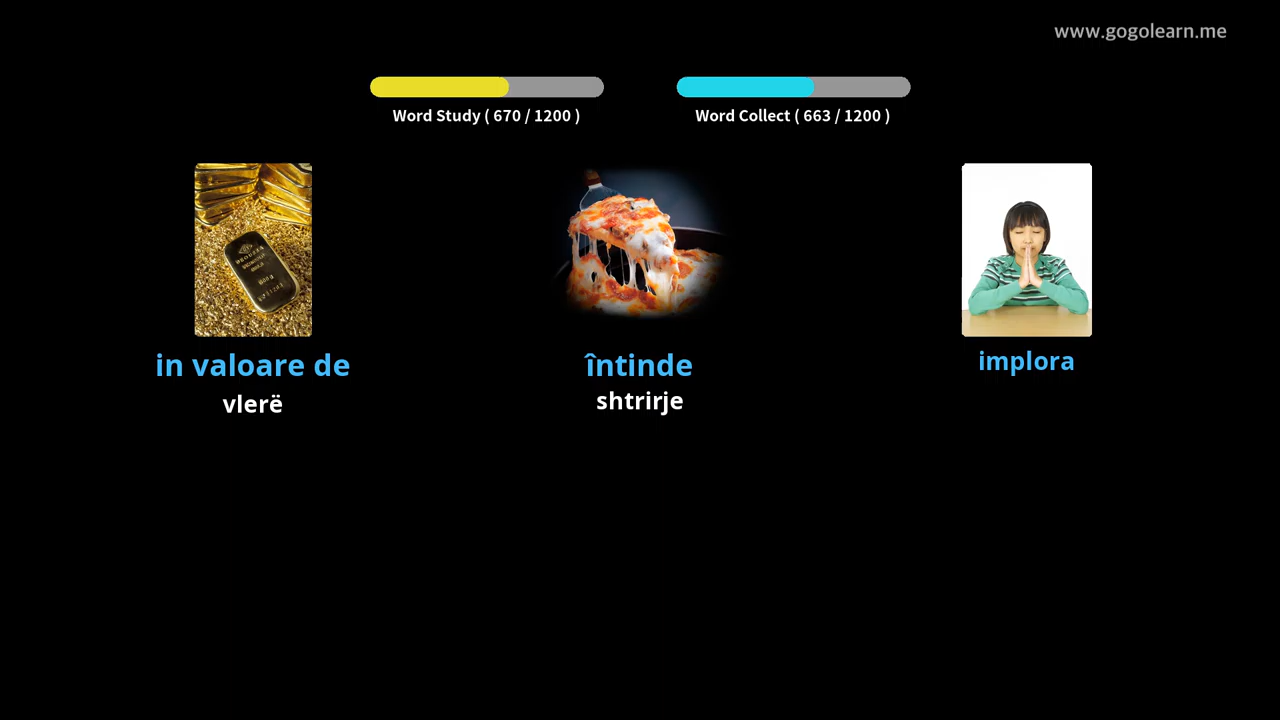 www.gogolearn.me
Word Study ( 670 / 1200 )
Word Collect ( 663 / 1200 )
in valoare de
vlerë
întinde
shtrirje
implora